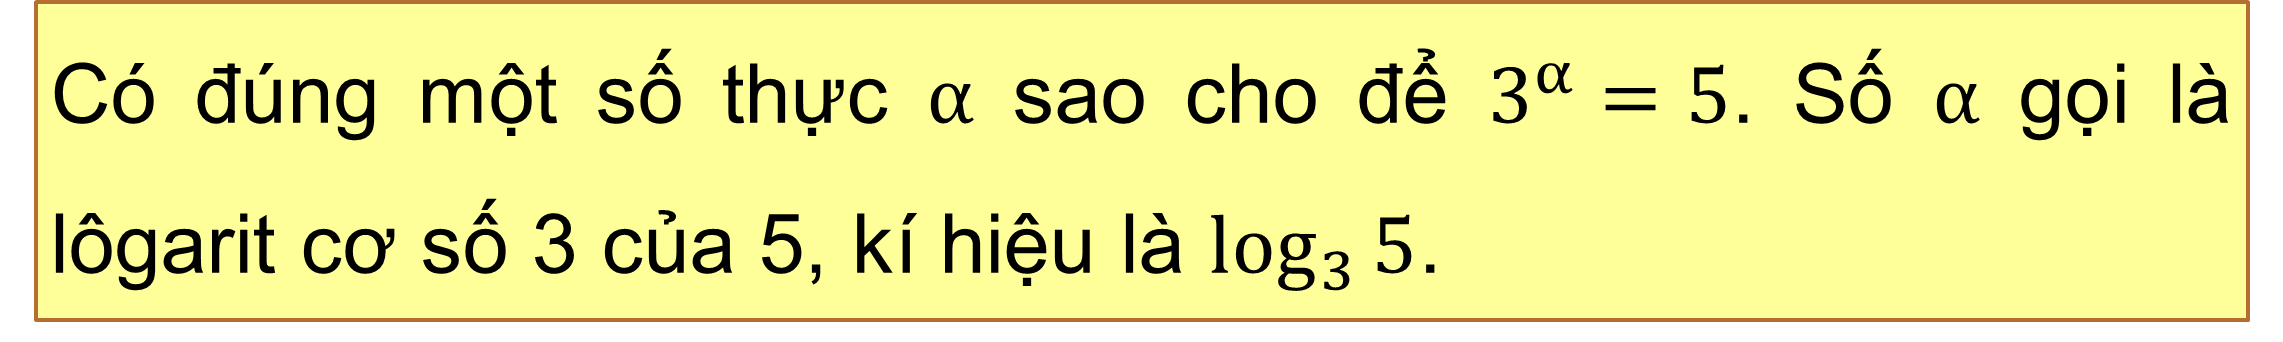 Có đúng một số thực α sao cho để 3^α = 5. Số α gọi là
lôgarit cơ số 3 của 5, kí hiệu là log₃ 5.